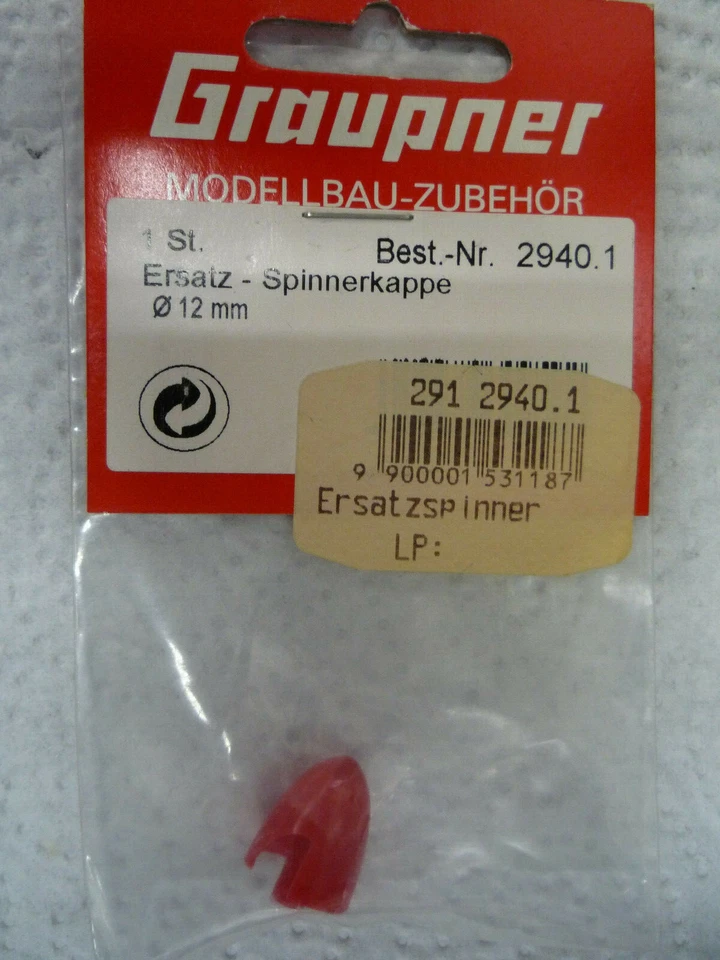 Graupner
MODELLBAU-ZUBEHÖR
1 St. Best.-Nr. 2940.1
Ersatz - Spinnerkappe
Ø 12 mm
291 2940.1
9 900001 531187
Ersatzspinner
LP: